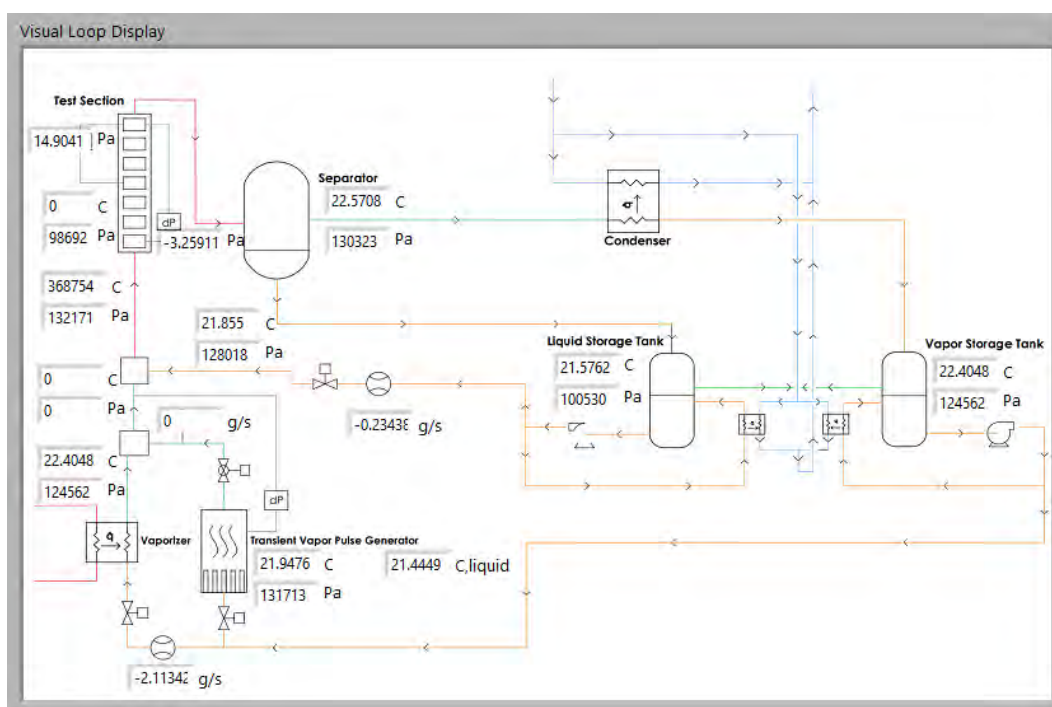 Visual Loop Display
Test Section
14.9041 Pa
0 C
98692 Pa
dP
-3.25911 Pa
Separator
22.5708 C
130323 Pa
Condenser
368754 C
132171 Pa
21.855 C
128018 Pa
Liquid Storage Tank
21.5762 C
100530 Pa
Vapor Storage Tank
22.4048 C
124562 Pa
0 C
0 Pa
0 g/s
-0.2343 g/s
22.4048 C
124562 Pa
dP
q
Vaporizer
Transient Vapor Pulse Generator
21.9476 C
21.4449 C,liquid
131713 Pa
-2.1134 g/s